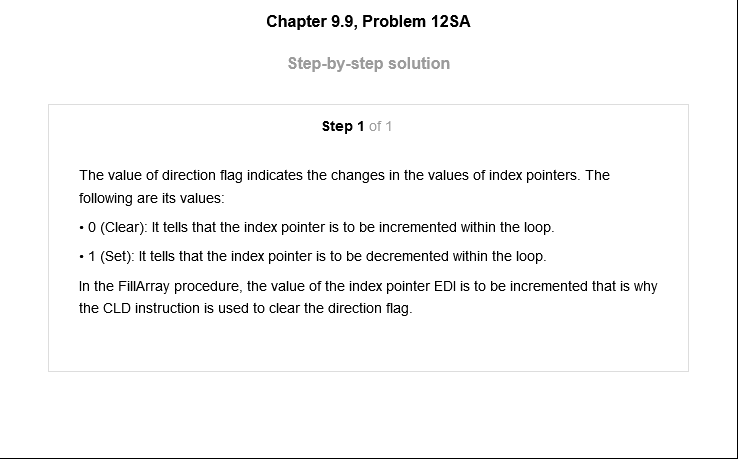 Chapter 9.9, Problem 12SA
Step-by-step solution
Step 1 of 1
The value of direction flag indicates the changes in the values of index pointers. The
following are its values:
• 0 (Clear): It tells that the index pointer is to be incremented within the loop.
• 1 (Set): It tells that the index pointer is to be decremented within the loop.
In the FillArray procedure, the value of the index pointer EDI is to be incremented that is why
the CLD instruction is used to clear the direction flag.